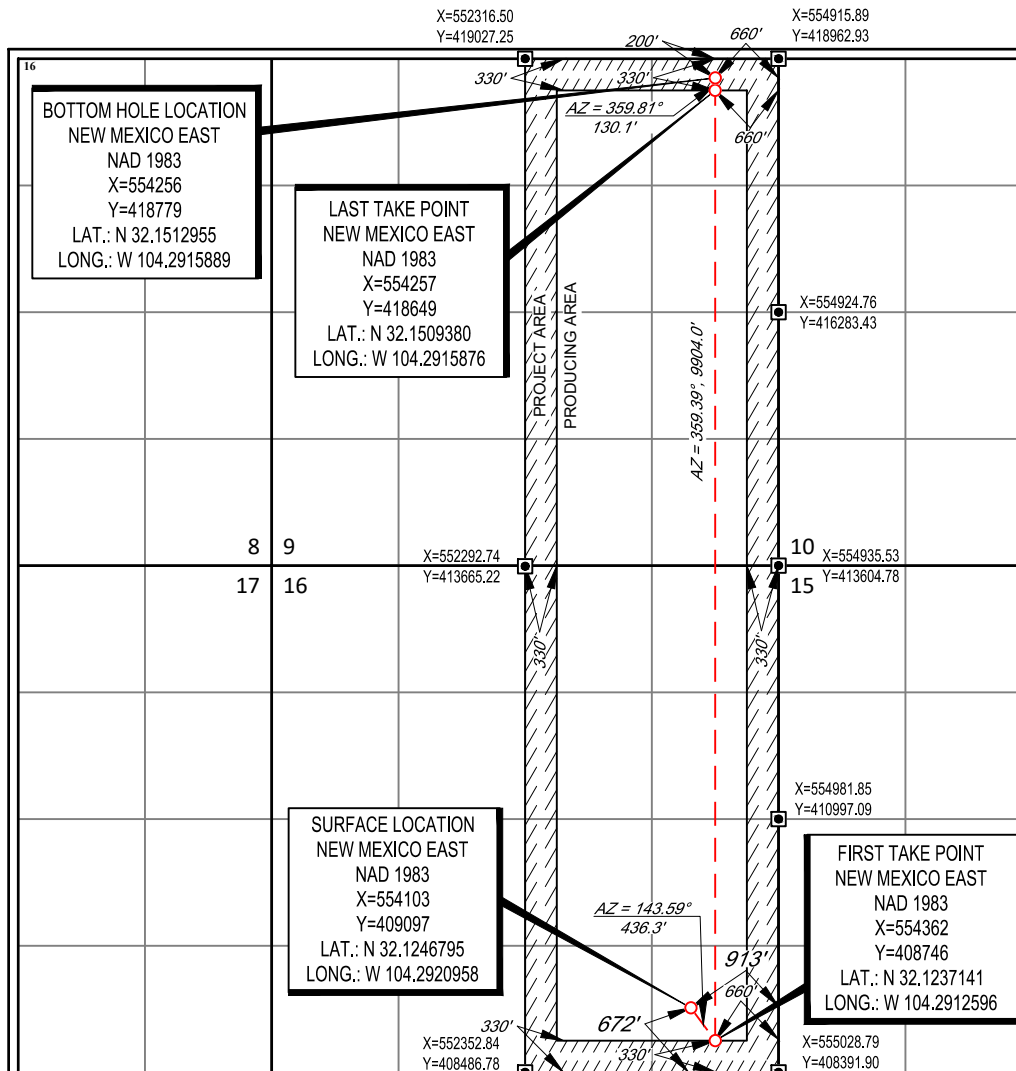 X=552316.50
Y=419027.25
X=554915.89
Y=418962.93
16
200'
660'
330'
330'
AZ = 359.81°
130.1'
660'
BOTTOM HOLE LOCATION
NEW MEXICO EAST
NAD 1983
X=554256
Y=418779
LAT.: N 32.1512955
LONG.: W 104.2915889
LAST TAKE POINT
NEW MEXICO EAST
NAD 1983
X=554257
Y=418649
LAT.: N 32.1509380
LONG.: W 104.2915876
X=554924.76
Y=416283.43
PROJECT AREA
PRODUCING AREA
AZ = 359.39°, 9904.0'
8
9
17
16
X=552292.74
Y=413665.22
10
15
X=554935.53
Y=413604.78
330'
330'
X=554981.85
Y=410997.09
SURFACE LOCATION
NEW MEXICO EAST
NAD 1983
X=554103
Y=409097
LAT.: N 32.1246795
LONG.: W 104.2920958
FIRST TAKE POINT
NEW MEXICO EAST
NAD 1983
X=554362
Y=408746
LAT.: N 32.1237141
LONG.: W 104.2912596
AZ = 143.59°
436.3'
913'
660'
672'
330'
330'
X=552352.84
Y=408486.78
X=555028.79
Y=408391.90